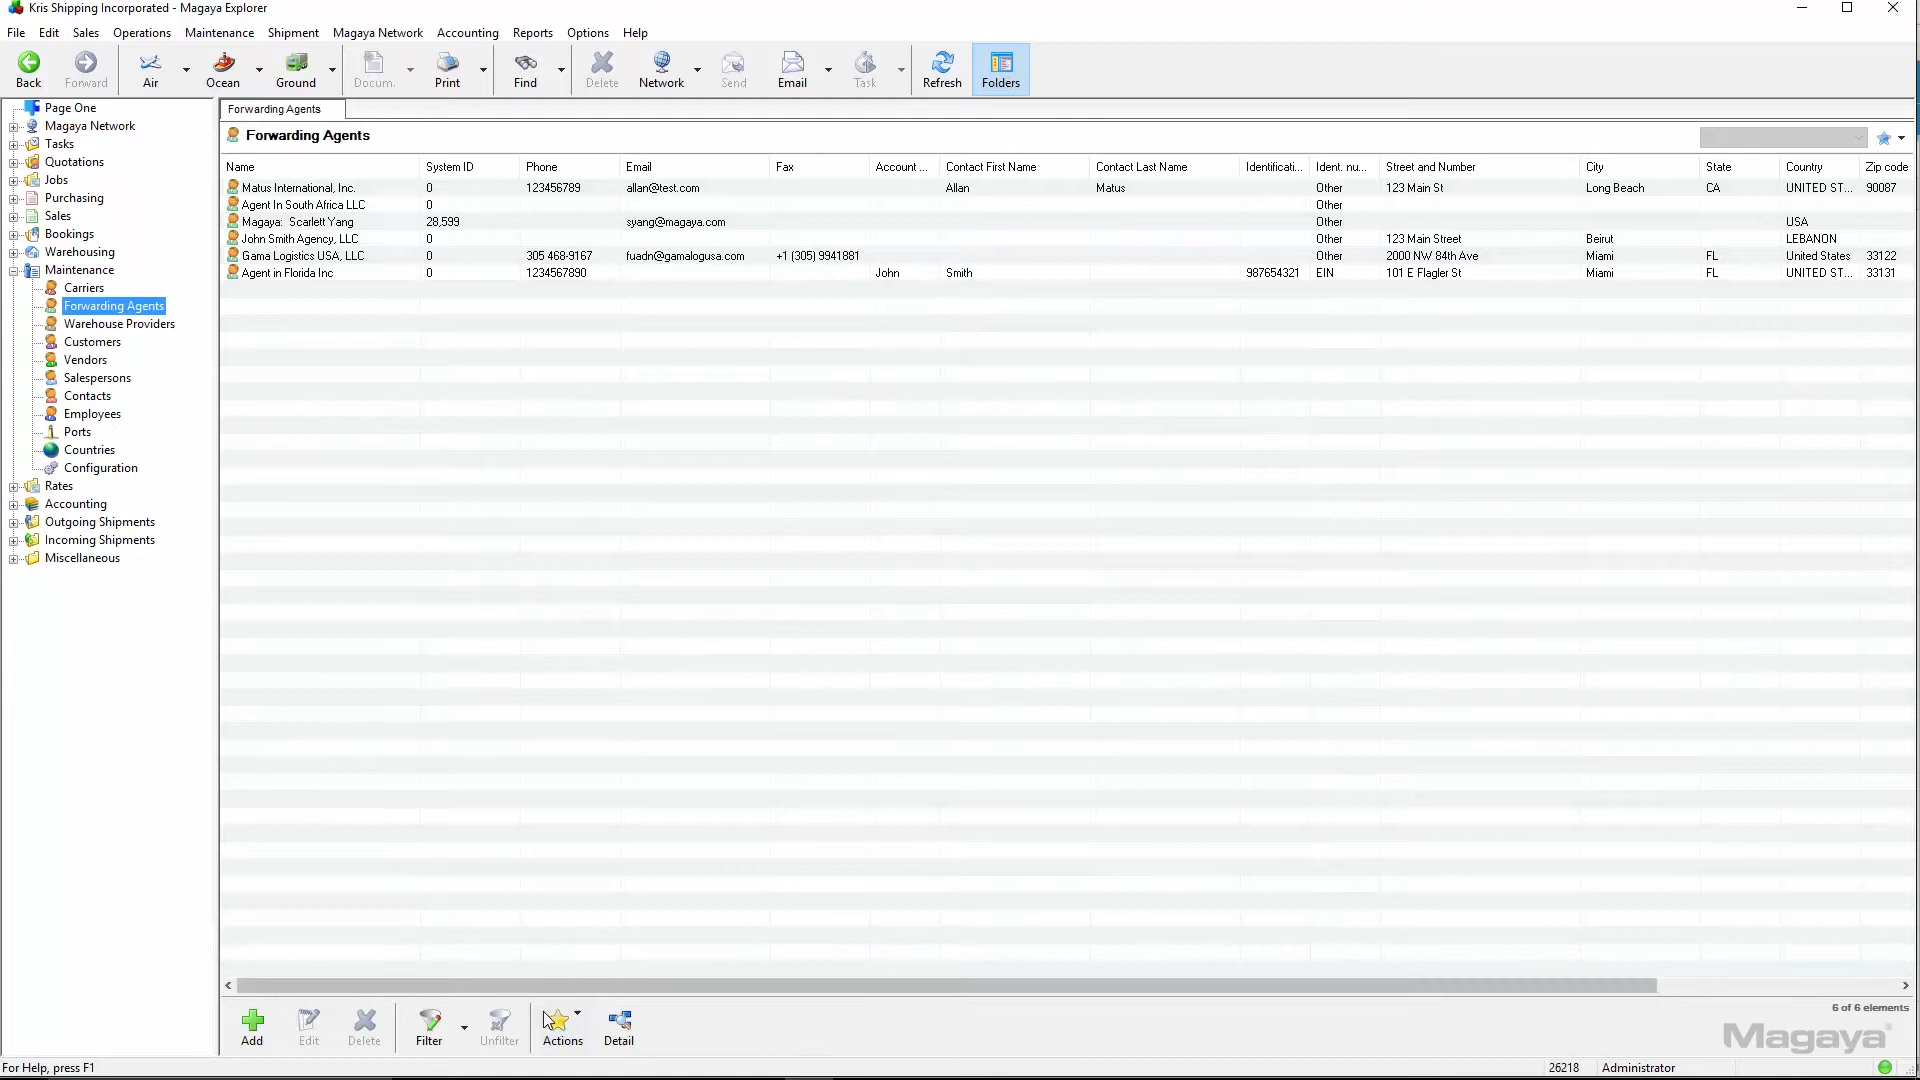 Kris Shipping Incorporated - Magaya Explorer
File Edit Sales Operations Maintenance Shipment Magaya Network Accounting Reports Options Help
Back Forward Air Ocean Ground Docum. Print Find Delete Network Send Email Task Refresh Folders
Page One
Magaya Network
Tasks
Quotations
Jobs
Purchasing
Sales
Bookings
Warehousing
Maintenance
Carriers
Forwarding Agents
Warehouse Providers
Customers
Vendors
Salespersons
Contacts
Employees
Ports
Countries
Configuration
Rates
Accounting
Outgoing Shipments
Incoming Shipments
Miscellaneous
Forwarding Agents
Forwarding Agents
Name System ID Phone Email Fax Account ... Contact First Name Contact Last Name Identificati... Ident. nu... Street and Number City State Country Zip code
Matus International, Inc. 0 123456789 allan@test.com Allan Matus Other 123 Main St Long Beach CA UNITED ST... 90087
Agent In South Africa LLC 0 Other
Magaya: Scarlett Yang 28,599 syang@magaya.com Other USA
John Smith Agency, LLC 0 Other 123 Main Street Beirut LEBANON
Gama Logistics USA, LLC 0 305 468-9167 fuadn@gamalogusa.com +1 (305) 9941881 Other 2000 NW 84th Ave Miami FL United States 33122
Agent in Florida Inc 0 1234567890 John Smith 987654321 EIN 101 E Flagler St Miami FL UNITED ST... 33131
6 of 6 elements
Add Edit Delete Filter Unfilter Actions Detail
Magaya
For Help, press F1 26218 Administrator